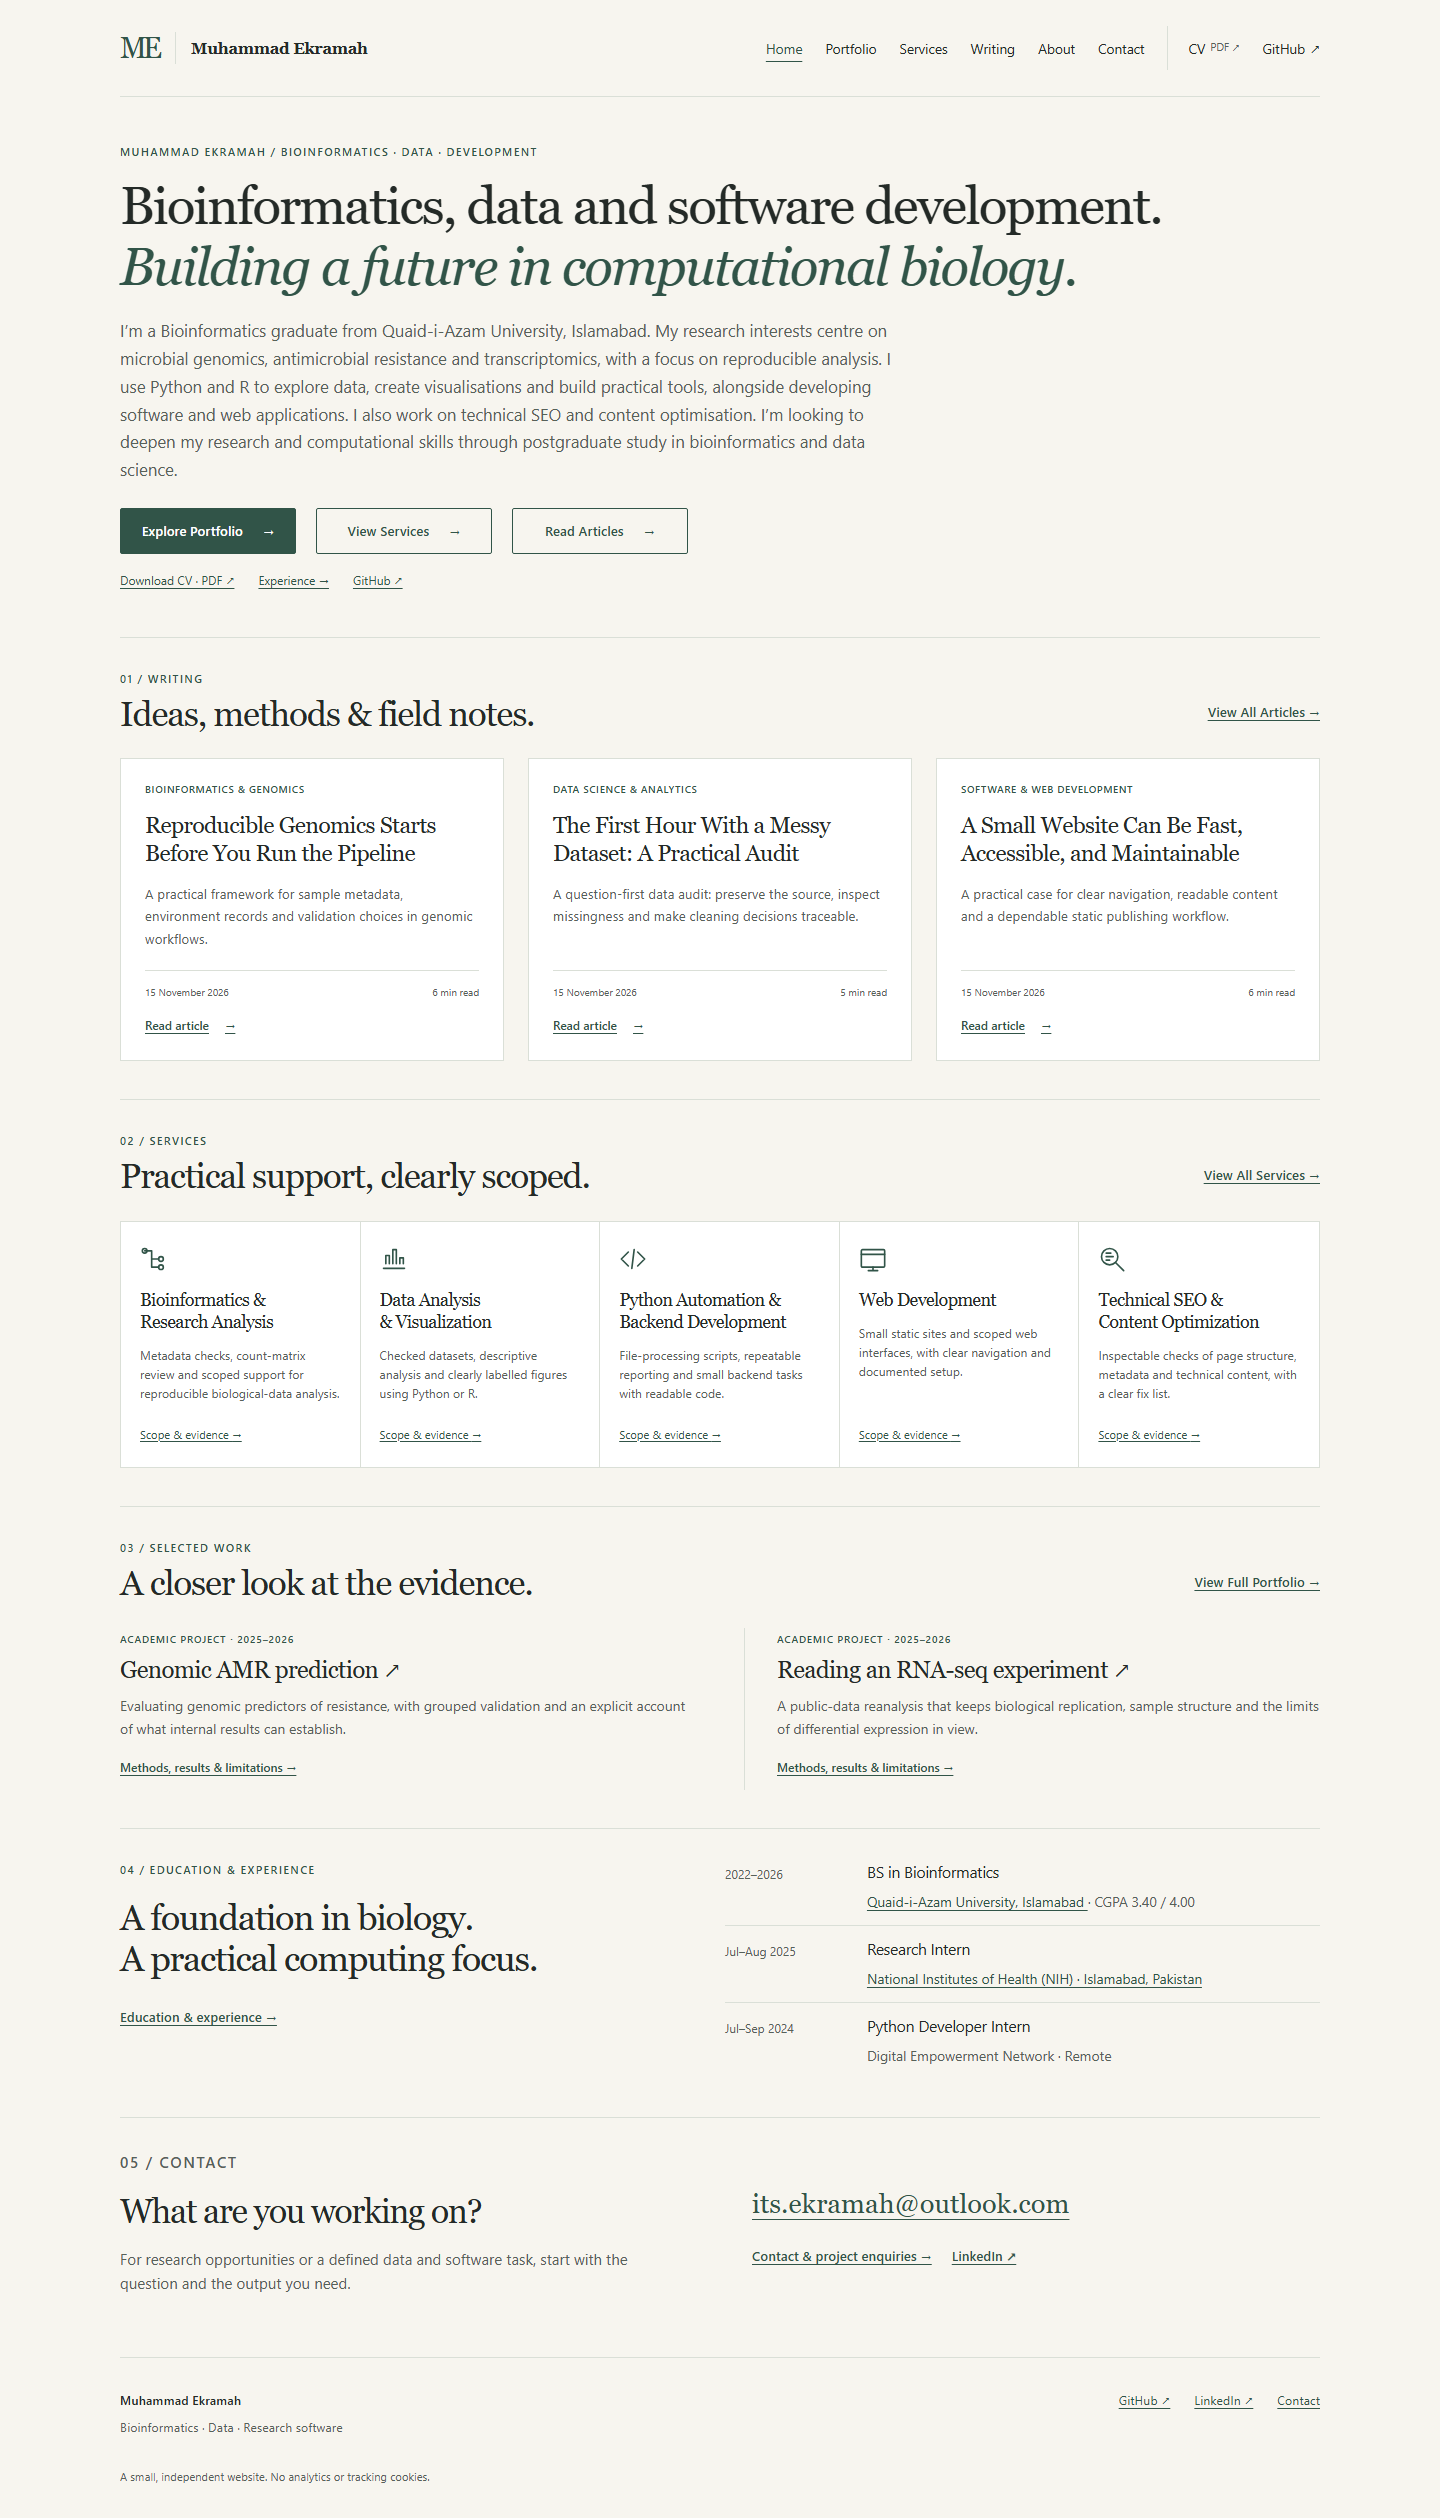 ME Muhammad Ekramah
Home Portfolio Services Writing About Contact CV PDF ↗ GitHub ↗
MUHAMMAD EKRAMAH / BIOINFORMATICS · DATA · DEVELOPMENT
Bioinformatics, data and software development.
Building a future in computational biology.
I’m a Bioinformatics graduate from Quaid-i-Azam University, Islamabad. My research interests centre on
microbial genomics, antimicrobial resistance and transcriptomics, with a focus on reproducible analysis. I
use Python and R to explore data, create visualisations and build practical tools, alongside developing
software and web applications. I also work on technical SEO and content optimisation. I’m looking to
deepen my research and computational skills through postgraduate study in bioinformatics and data
science.
Explore Portfolio → View Services → Read Articles →
Download CV · PDF ↗ Experience → GitHub ↗
01 / WRITING
Ideas, methods & field notes.
View All Articles →
BIOINFORMATICS & GENOMICS
Reproducible Genomics Starts
Before You Run the Pipeline
A practical framework for sample metadata,
environment records and validation choices in genomic
workflows.
15 November 2026 6 min read
Read article →
DATA SCIENCE & ANALYTICS
The First Hour With a Messy
Dataset: A Practical Audit
A question-first data audit: preserve the source, inspect
missingness and make cleaning decisions traceable.
15 November 2026 5 min read
Read article →
SOFTWARE & WEB DEVELOPMENT
A Small Website Can Be Fast,
Accessible, and Maintainable
A practical case for clear navigation, readable content
and a dependable static publishing workflow.
15 November 2026 6 min read
Read article →
02 / SERVICES
Practical support, clearly scoped.
View All Services →
Bioinformatics &
Research Analysis
Metadata checks, count-matrix
review and scoped support for
reproducible biological-data analysis.
Scope & evidence →
Data Analysis
& Visualization
Checked datasets, descriptive
analysis and clearly labelled figures
using Python or R.
Scope & evidence →
Python Automation &
Backend Development
File-processing scripts, repeatable
reporting and small backend tasks
with readable code.
Scope & evidence →
Web Development
Small static sites and scoped web
interfaces, with clear navigation and
documented setup.
Scope & evidence →
Technical SEO &
Content Optimization
Inspectable checks of page structure,
metadata and technical content, with
a clear fix list.
Scope & evidence →
03 / SELECTED WORK
A closer look at the evidence.
View Full Portfolio →
ACADEMIC PROJECT · 2025–2026
Genomic AMR prediction ↗
Evaluating genomic predictors of resistance, with grouped validation and an explicit account
of what internal results can establish.
Methods, results & limitations →
ACADEMIC PROJECT · 2025–2026
Reading an RNA-seq experiment ↗
A public-data reanalysis that keeps biological replication, sample structure and the limits
of differential expression in view.
Methods, results & limitations →
04 / EDUCATION & EXPERIENCE
A foundation in biology.
A practical computing focus.
Education & experience →
2022–2026 BS in Bioinformatics
Quaid-i-Azam University, Islamabad · CGPA 3.40 / 4.00
Jul–Aug 2025 Research Intern
National Institutes of Health (NIH) · Islamabad, Pakistan
Jul–Sep 2024 Python Developer Intern
Digital Empowerment Network · Remote
05 / CONTACT
What are you working on?
For research opportunities or a defined data and software task, start with the
question and the output you need.
its.ekramah@outlook.com
Contact & project enquiries → LinkedIn ↗
Muhammad Ekramah
Bioinformatics · Data · Research software
GitHub ↗ LinkedIn ↗ Contact
A small, independent website. No analytics or tracking cookies.